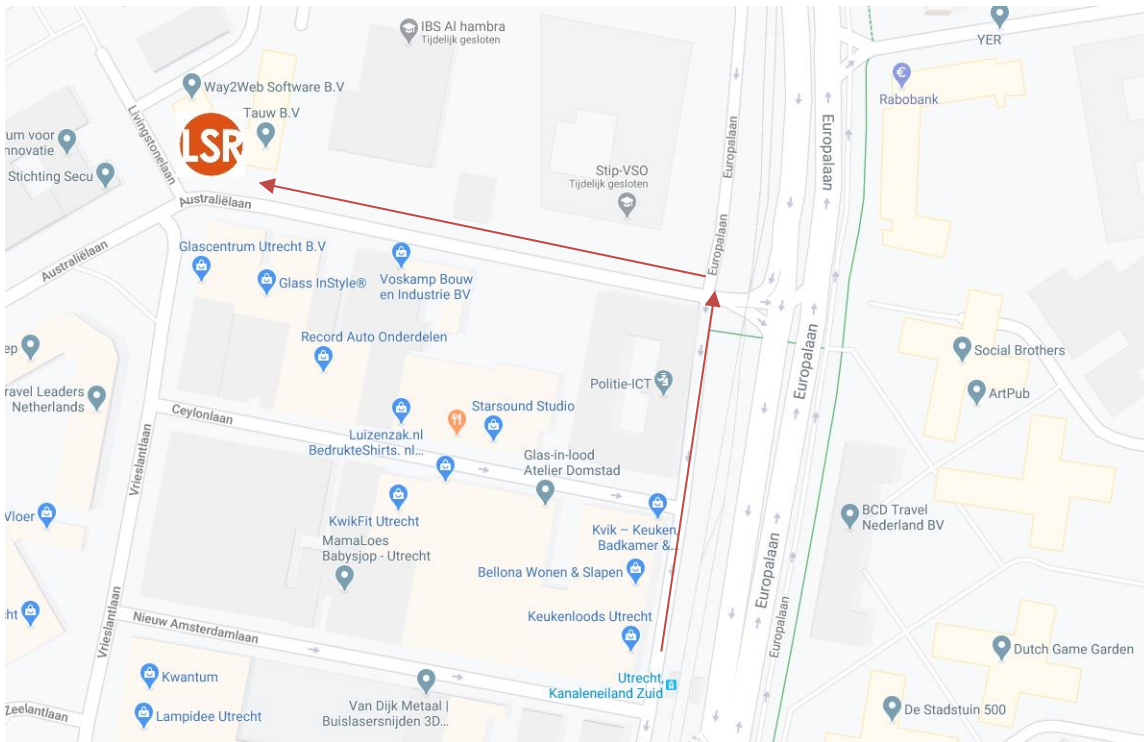 IBS Al hambra
Tijdelijk gesloten
YER
Rabobank
Way2Web Software B.V
Tauw B.V
LSR
Livingstonelaan
um voor
nnovatie
Stichting Secu
Stip-VSO
Tijdelijk gesloten
Europalaan
Europalaan
Europalaan
Europalaan
Europalaan
Australiëlaan
Australiëlaan
Glascentrum Utrecht B.V
Glass InStyle®
Voskamp Bouw
en Industrie BV
Record Auto Onderdelen
Europalaan
Social Brothers
ArtPub
Politie-ICT
ep
ravel Leaders
Netherlands
Ceylonlaan
Starsound Studio
Luizenzak.nl
BedrukteShirts. nl...
Glas-in-lood
Atelier Domstad
Vrieslantlaan
Vloer
KwikFit Utrecht
MamaLoes
Babysjop - Utrecht
Kvik – Keuken,
Badkamer &...
BCD Travel
Nederland BV
Bellona Wonen & Slapen
Europalaan
Europalaan
Keukenloods Utrecht
cht
Vrieslantlaan
Nieuw Amsterdamlaan
Dutch Game Garden
Kwantum
Utrecht,
Kanaleneiland Zuid
Van Dijk Metaal |
Buislasersnijden 3D...
Zeelantlaan
Lampidee Utrecht
De Stadstuin 500